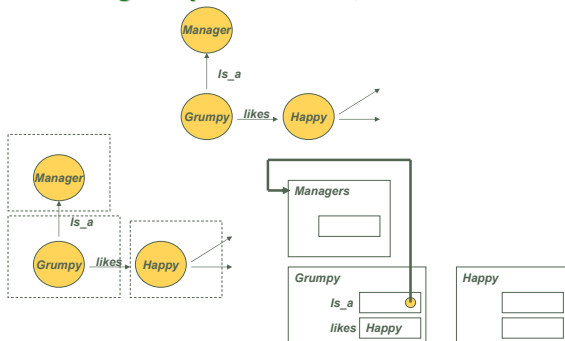 Manager
Is_a
Grumpy likes Happy
Manager
Is_a
Grumpy likes Happy
Managers
Grumpy
Is_a
likes Happy
Happy